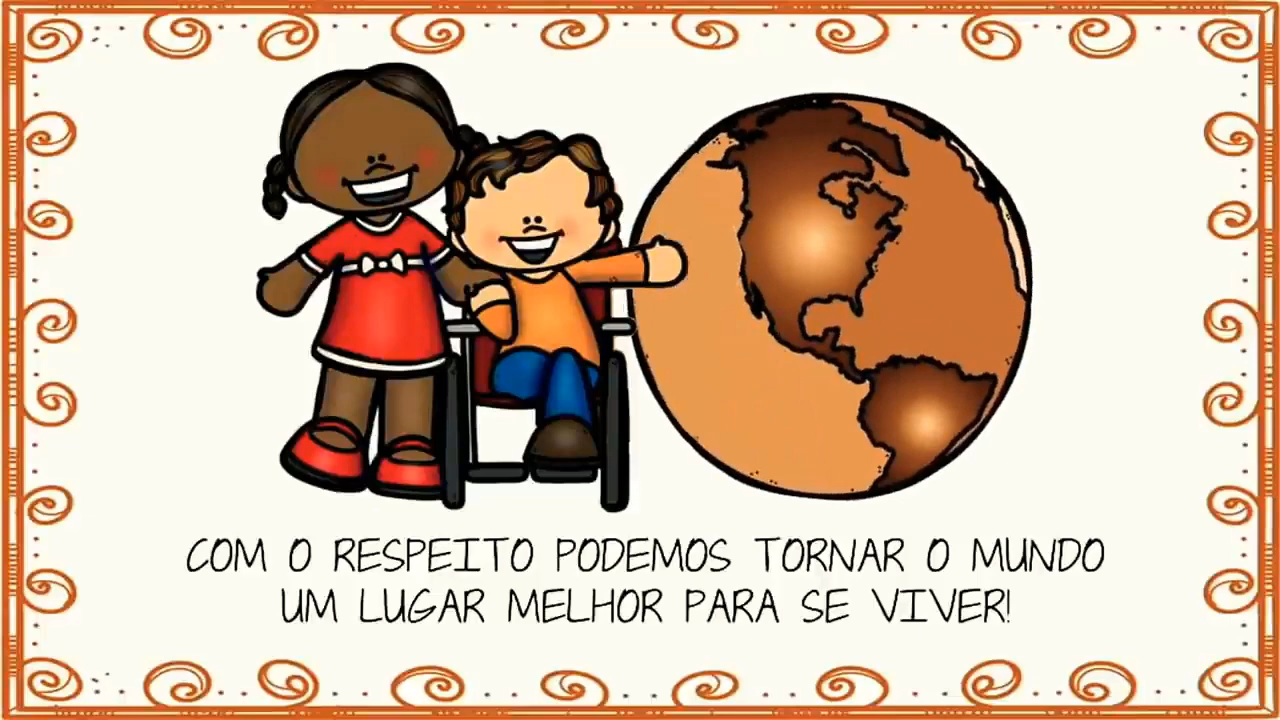 COM O RESPEITO PODEMOS TORNAR O MUNDO
UM LUGAR MELHOR PARA SE VIVER!